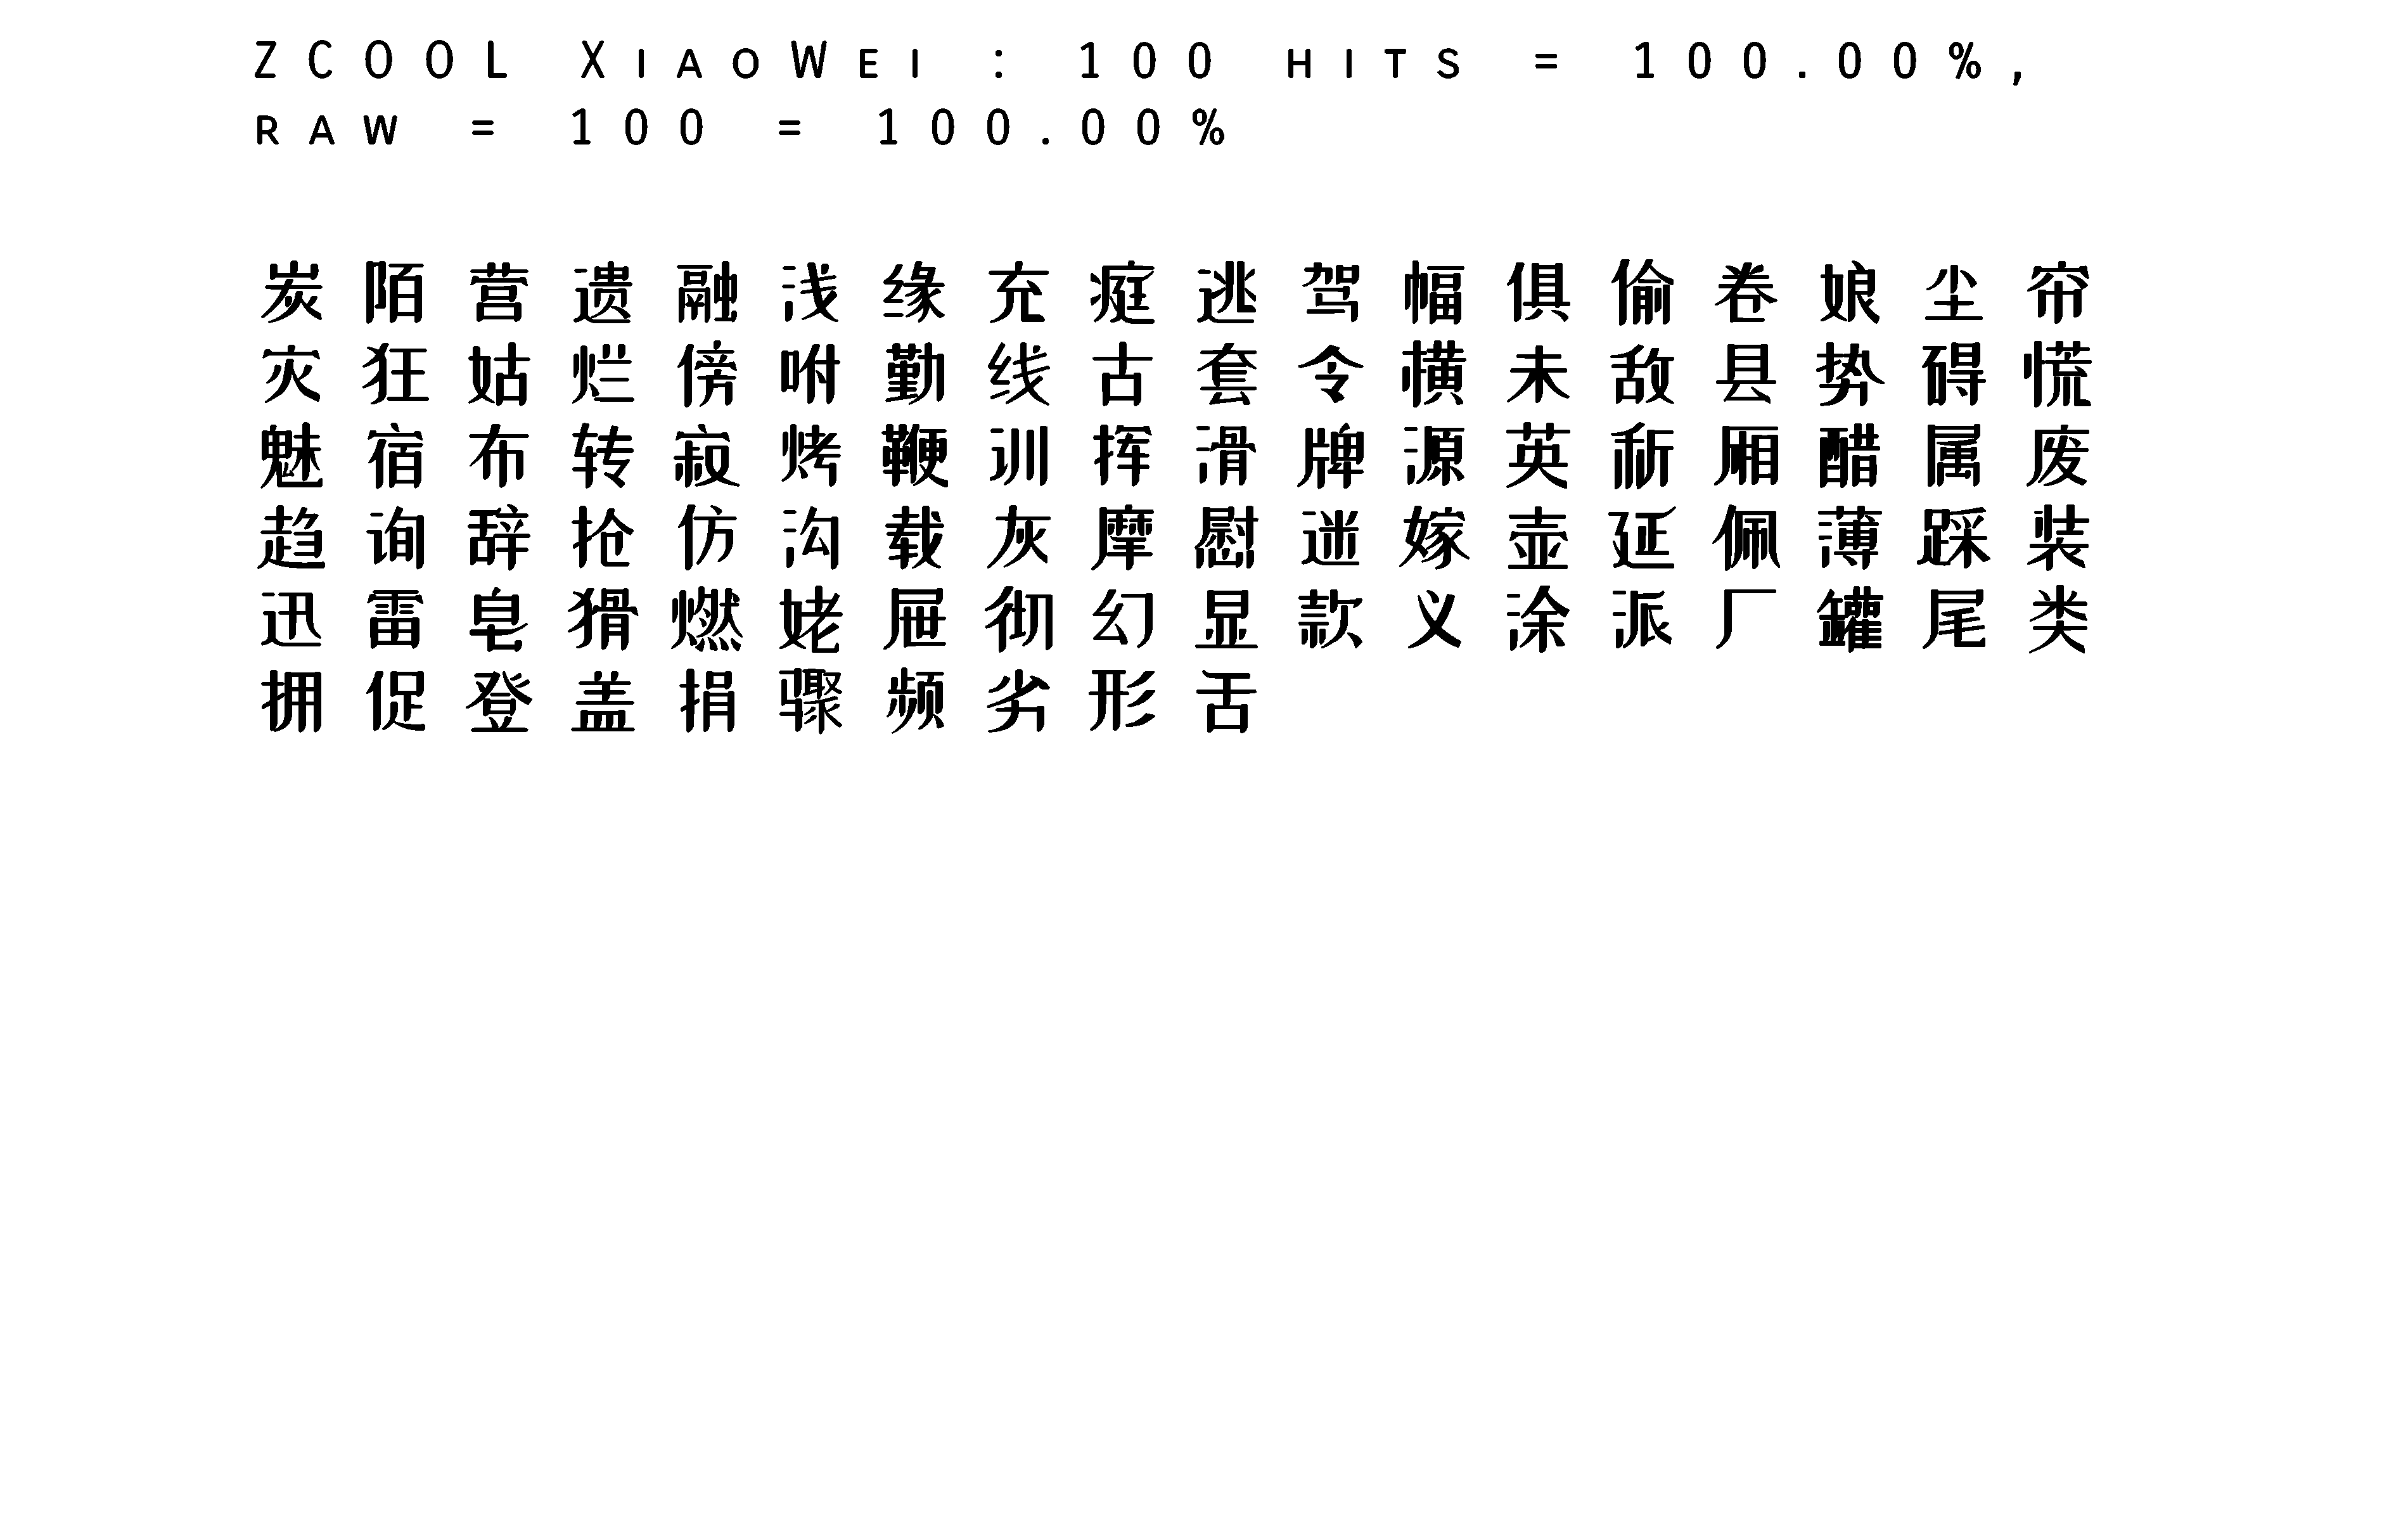 ZCOOL XiaoWei : 100 hits = 100.00%,
raw = 100 = 100.00%
炭陌营遗融浅缘充庭逃驾幅俱偷卷娘尘帘
灾狂姑烂傍咐勤线古套令横未敌县势碍慌
魅宿布转寂烤鞭训挥滑牌源英祈厢醋属废
趋询辞抢仿沟载灰摩慰迷嫁壶延佩薄踩装
迅雷皂猾燃姥屉彻幻显款义涂派厂罐尾类
拥促登盖捐骤频劣形舌